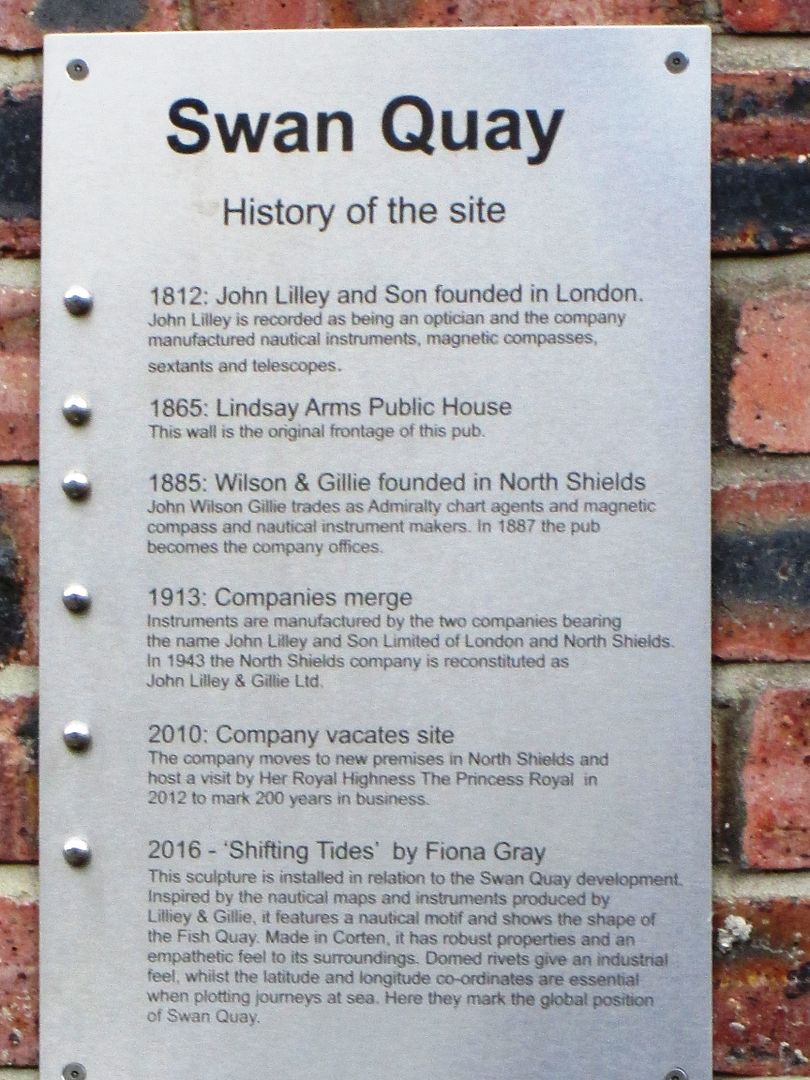 Swan Quay
History of the site
1812: John Lilley and Son founded in London.
John Lilley is recorded as being an optician and the company
manufactured nautical instruments, magnetic compasses,
sextants and telescopes.
1865: Lindsay Arms Public House
This wall is the original frontage of this pub.
1885: Wilson & Gillie founded in North Shields
John Wilson Gillie trades as Admiralty chart agents and magnetic
compass and nautical instrument makers. In 1887 the pub
becomes the company offices.
1913: Companies merge
Instruments are manufactured by the two companies bearing
the name John Lilley and Son Limited of London and North Shields.
In 1943 the North Shields company is reconstituted as
John Lilley & Gillie Ltd.
2010: Company vacates site
The company moves to new premises in North Shields and
host a visit by Her Royal Highness The Princess Royal in
2012 to mark 200 years in business.
2016 - ‘Shifting Tides’ by Fiona Gray
This sculpture is installed in relation to the Swan Quay development.
Inspired by the nautical maps and instruments produced by
Lilliey & Gillie, it features a nautical motif and shows the shape of
the Fish Quay. Made in Corten, it has robust properties and an
empathetic feel to its surroundings. Domed rivets give an industrial
feel, whilst the latitude and longitude co-ordinates are essential
when plotting journeys at sea. Here they mark the global position
of Swan Quay.